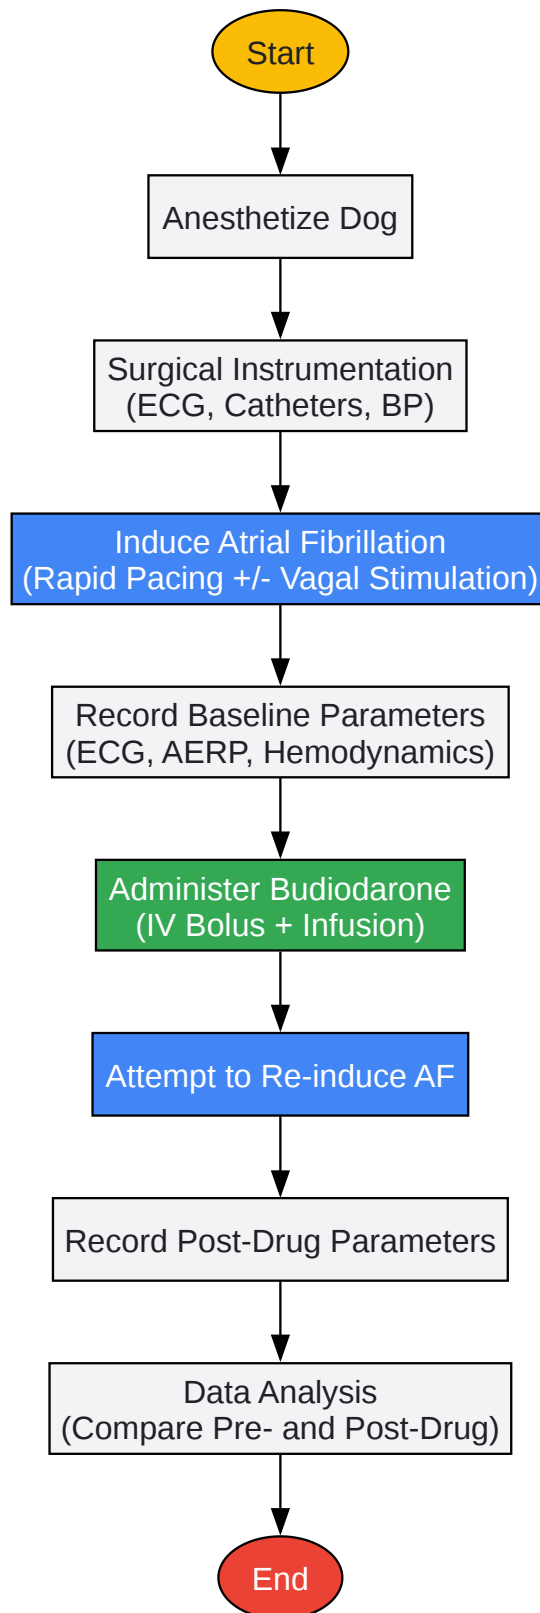 Start
Anesthetize Dog
Surgical Instrumentation
(ECG, Catheters, BP)
Induce Atrial Fibrillation
(Rapid Pacing +/- Vagal Stimulation)
Record Baseline Parameters
(ECG, AERP, Hemodynamics)
Administer Budiodarone
(IV Bolus + Infusion)
Attempt to Re-induce AF
Record Post-Drug Parameters
Data Analysis
(Compare Pre- and Post-Drug)
End